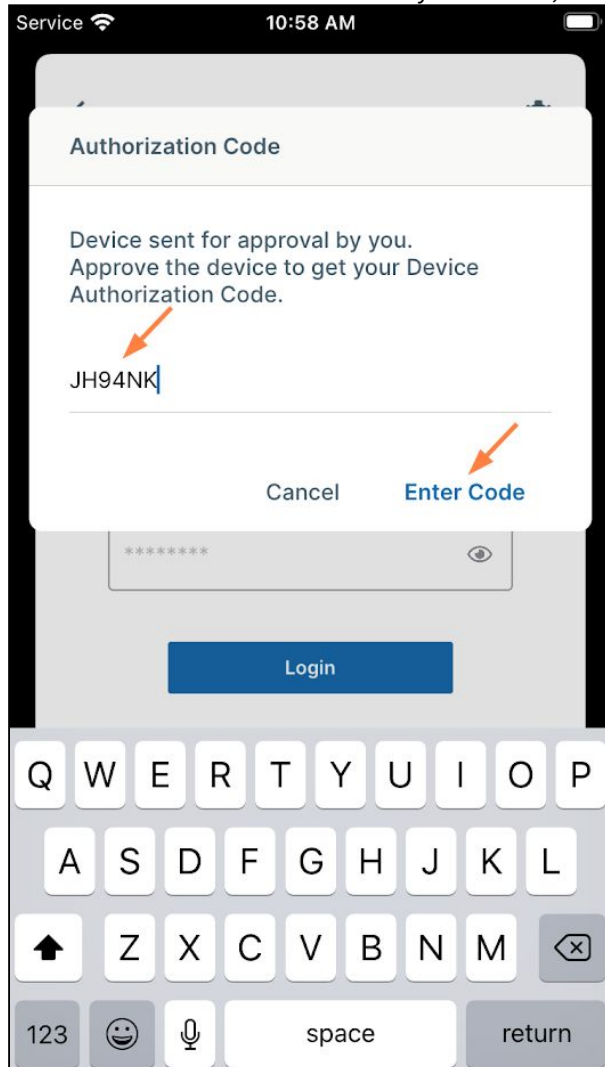 Service 10:58 AM
Authorization Code
Device sent for approval by you.
Approve the device to get your Device
Authorization Code.
JH94NK
Cancel Enter Code
********
Login
Q W E R T Y U I O P
A S D F G H J K L
Z X C V B N M
123 space return